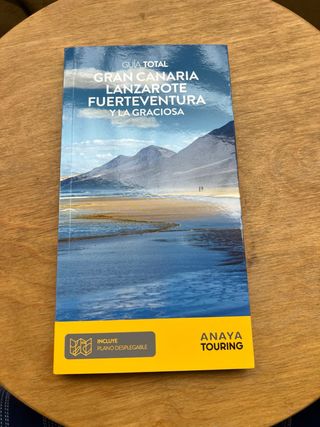 GUÍA TOTAL
GRAN CANARIA
LANZAROTE
FUERTEVENTURA
Y LA GRACIOSA
INCLUYE
PLANO DESPLEGABLE
ANAYA
TOURING